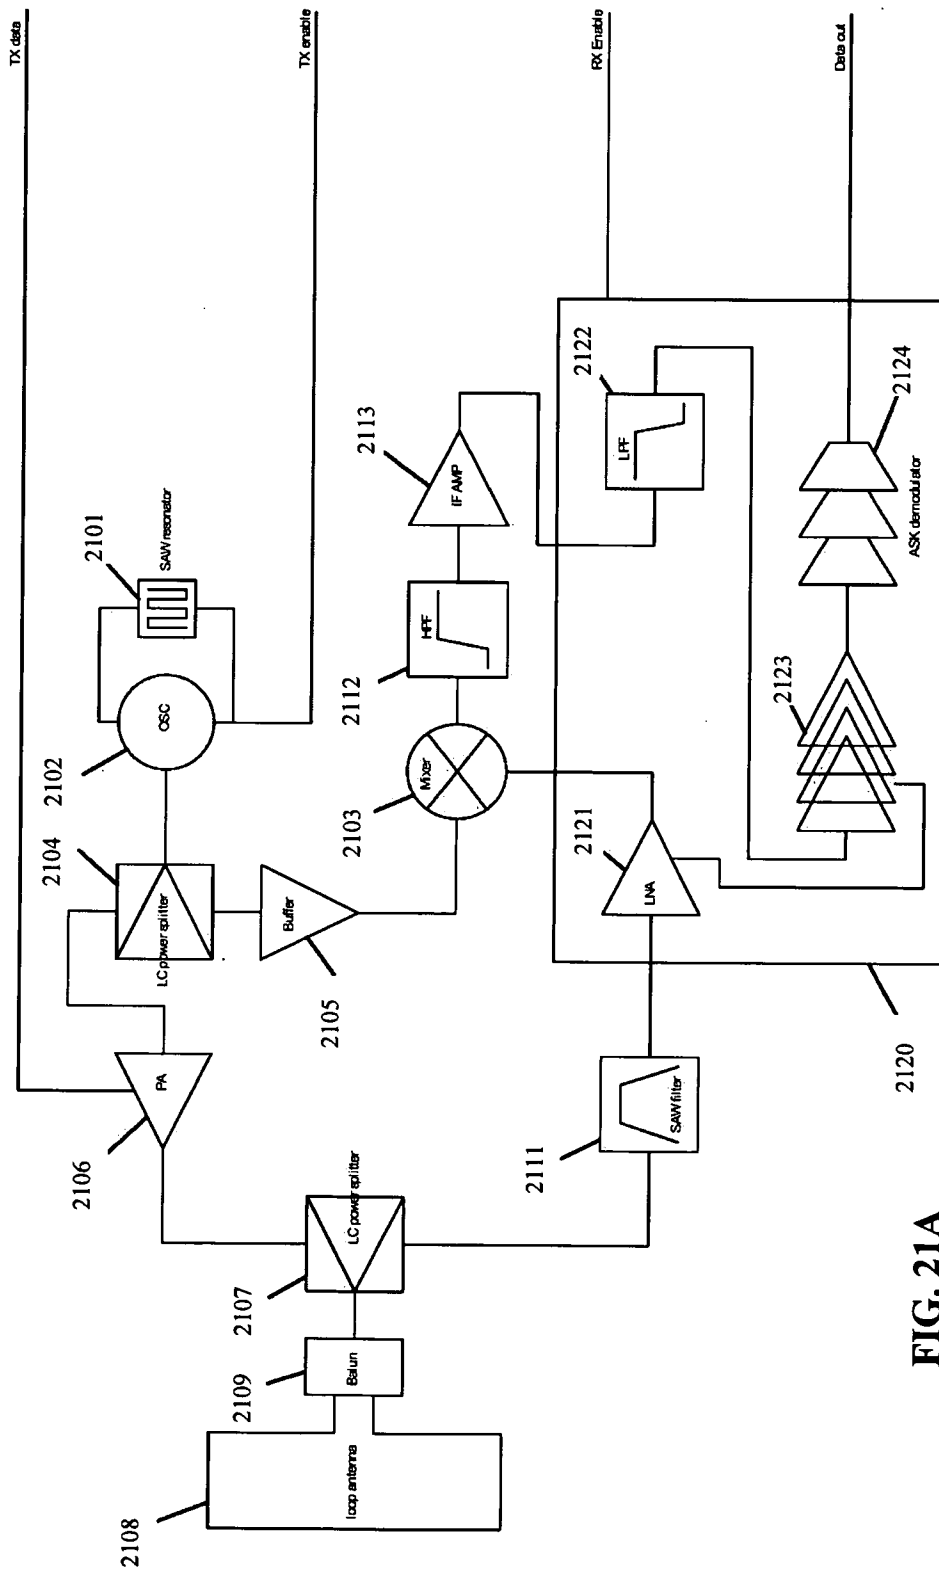 TX data
TX enable
RX Enable
Data out
2101
SAW resonator
2102
OSC
2104
LC power splitter
2105
Buffer
2106
PA
2113
IF AMP
2112
HPF
2103
Mixer
2122
LPF
2124
ASK demodulator
2123
2121
LNA
2120
2111
SAW filter
2107
LC power splitter
2109
Balun
2108
loop antenna
FIG. 21A